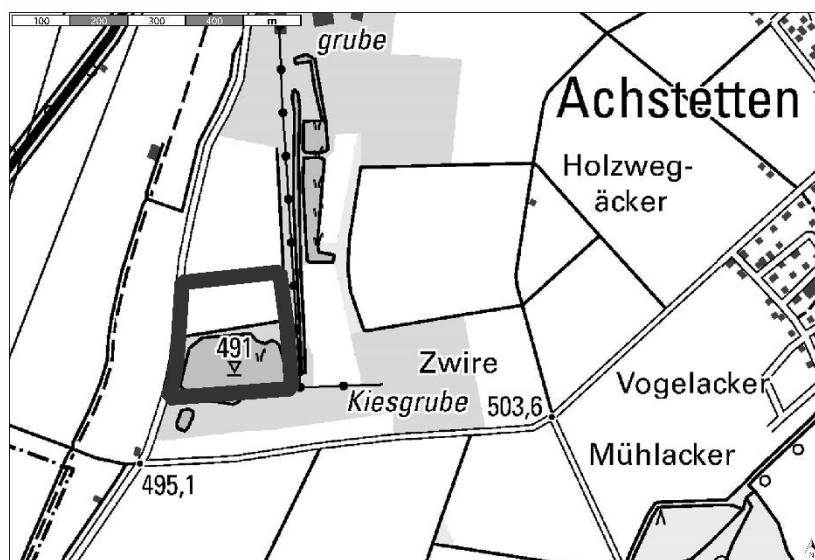 100 200 300 400 m
grube
Achstetten
Holzweg-
äcker
491
Zwire
Kiesgrube
503,6
Vogelacker
Mühlacker
495,1
N